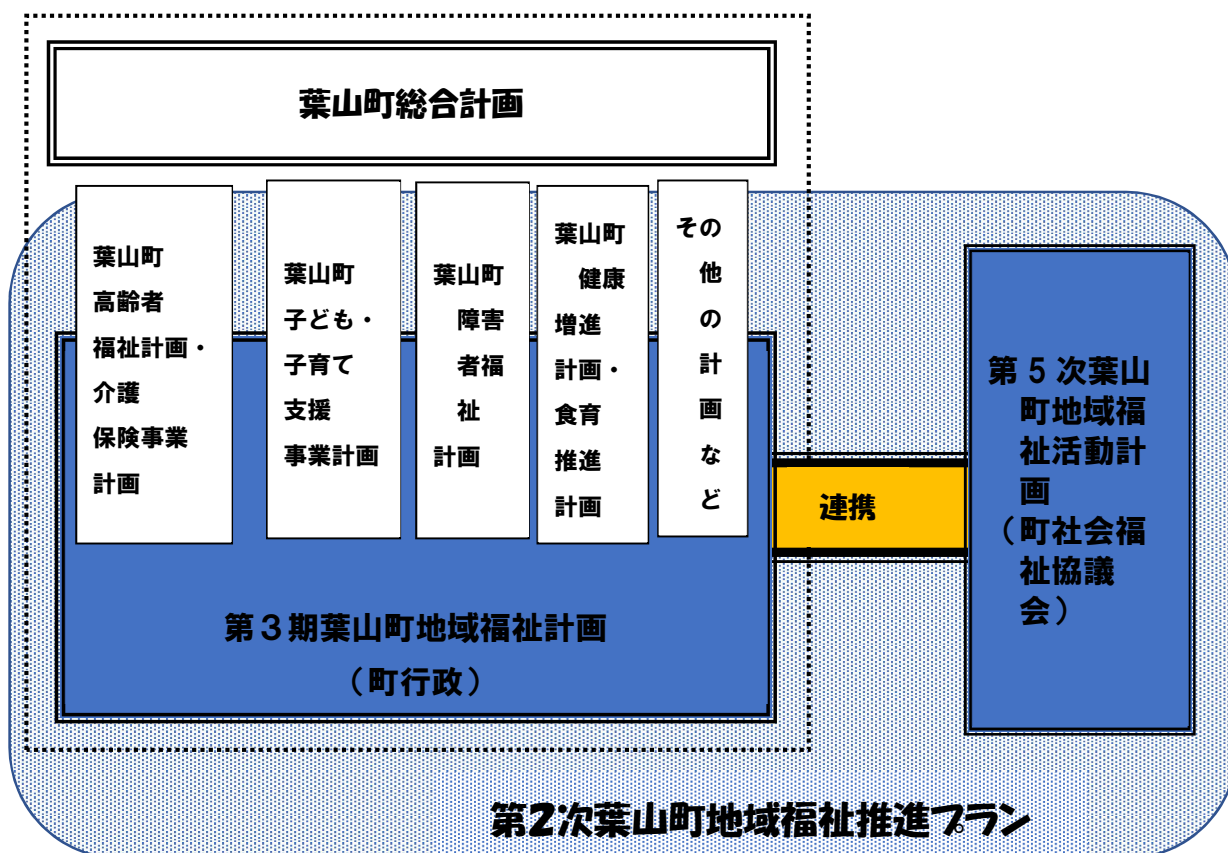 葉山町総合計画
葉山町
高齢者
福祉計画・
介護
保険事業
計画
葉山町
子ども・
子育て
支援
事業計画
葉山町
障害
者福
祉
計画
葉山町
健康
増進
計画・
食育
推進
計画
その
他
の
計
画
な
ど
第３期葉山町地域福祉計画
（町行政）
連携
第５次葉山
町地域福
祉活動計
画
（町社会福
祉協議
会）
第2次葉山町地域福祉推進プラン